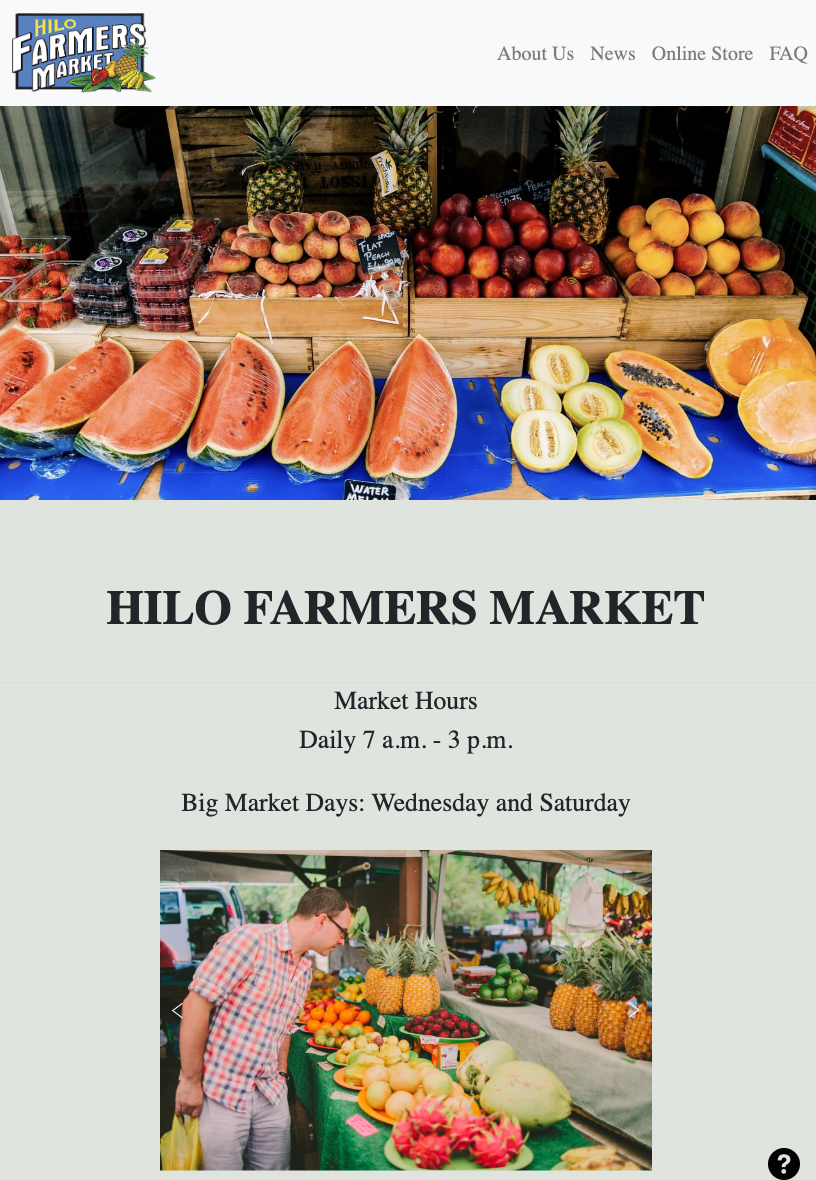 HILO
FARMERS
MARKET
About Us News Online Store FAQ
FLAT
PEACH
WATER
HILO FARMERS MARKET
Market Hours
Daily 7 a.m. - 3 p.m.
Big Market Days: Wednesday and Saturday
?